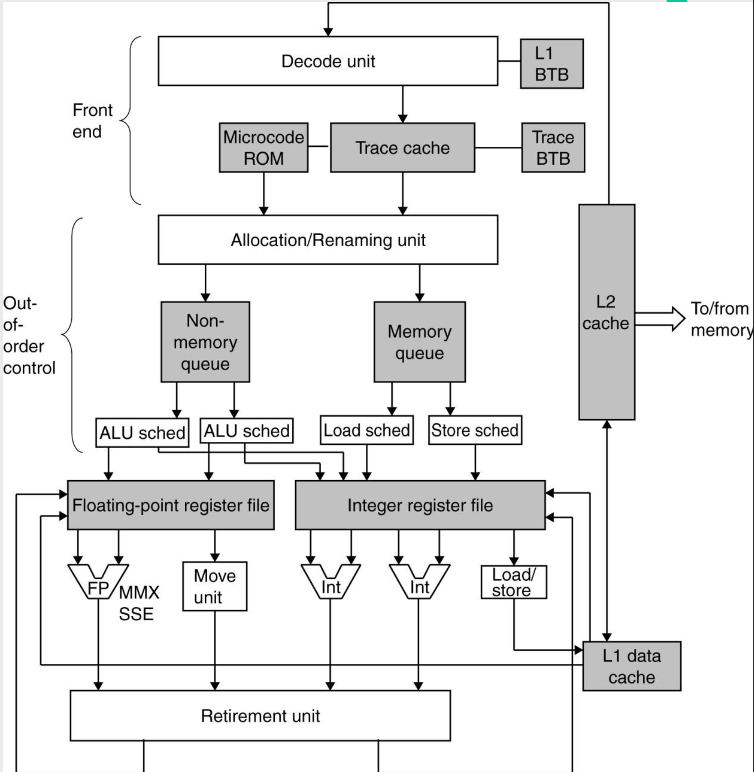 Decode unit
L1
BTB
Front
end
Microcode
ROM
Trace cache
Trace
BTB
Allocation/Renaming unit
Out-
of-
order
control
Non-
memory
queue
Memory
queue
L2
cache
To/from
memory
ALU sched
ALU sched
Load sched
Store sched
Floating-point register file
Integer register file
FP
MMX
SSE
Move
unit
Int
Int
Load/
store
L1 data
cache
Retirement unit